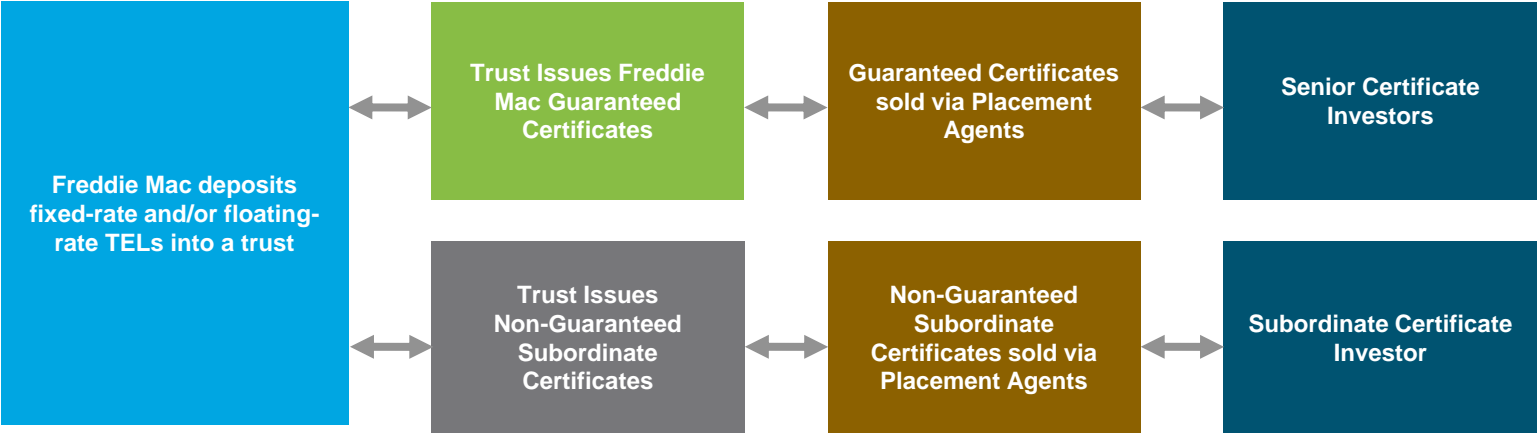 Freddie Mac deposits
fixed-rate and/or floating-
rate TELs into a trust
Trust Issues Freddie
Mac Guaranteed
Certificates
Guaranteed Certificates
sold via Placement
Agents
Senior Certificate
Investors
Trust Issues
Non-Guaranteed
Subordinate
Certificates
Non-Guaranteed
Subordinate
Certificates sold via
Placement Agents
Subordinate Certificate
Investor